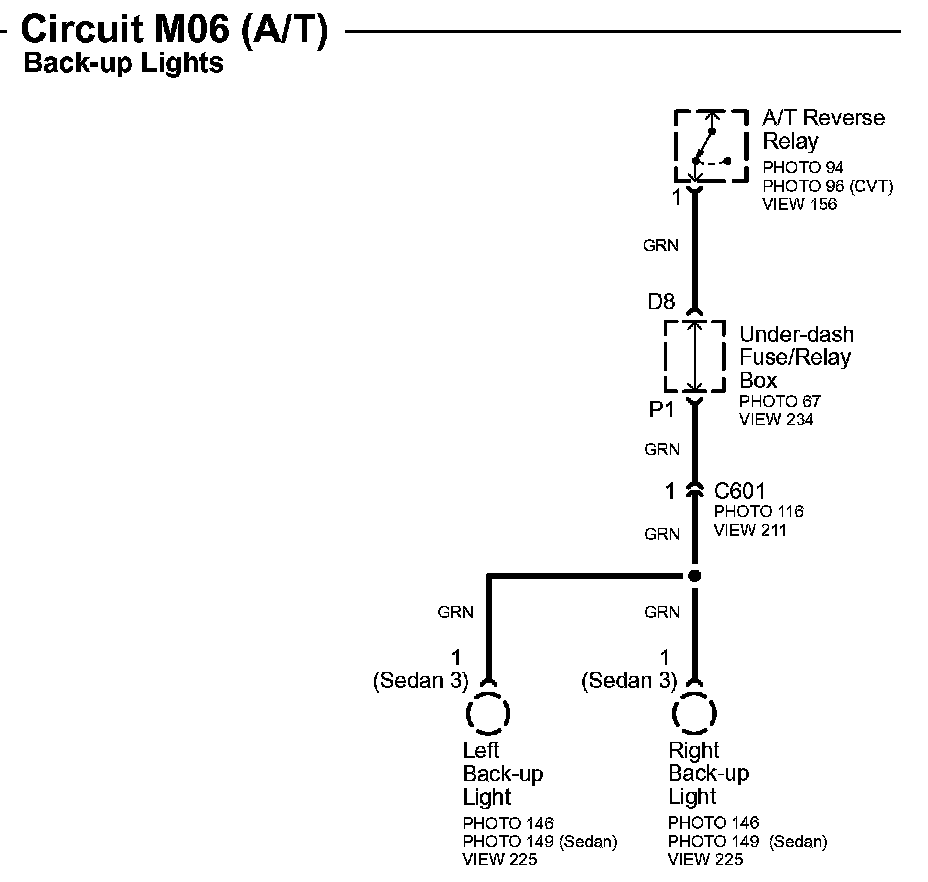 Circuit M06 (A/T)
Back-up Lights
A/T Reverse
Relay
PHOTO 94
PHOTO 96 (CVT)
VIEW 156
1
GRN
D8
Under-dash
Fuse/Relay
Box
PHOTO 67
VIEW 234
P1
GRN
1 C601
PHOTO 116
VIEW 211
GRN
GRN GRN
1 1
(Sedan 3) (Sedan 3)
Left
Back-up
Light
PHOTO 146
PHOTO 149 (Sedan)
VIEW 225
Right
Back-up
Light
PHOTO 146
PHOTO 149 (Sedan)
VIEW 225